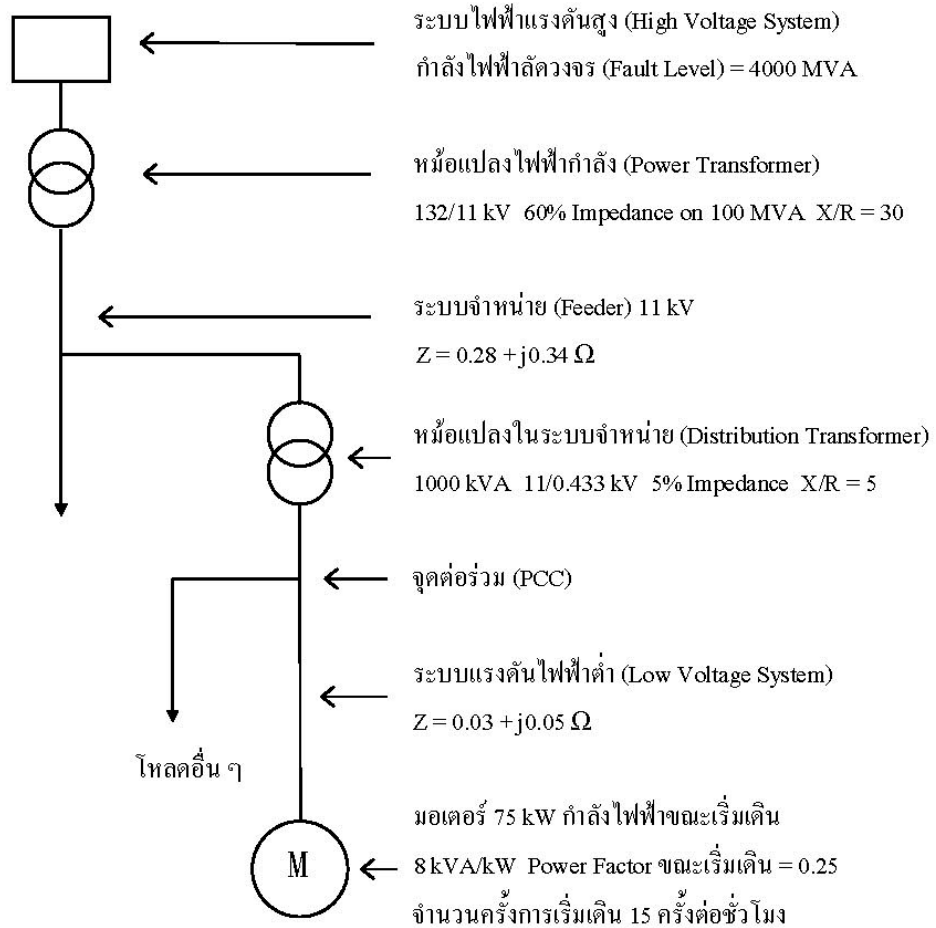 ระบบไฟฟ้าแรงดันสูง (High Voltage System)
กำลังไฟฟ้าลัดวงจร (Fault Level) = 4000 MVA
หม้อแปลงไฟฟ้ากำลัง (Power Transformer)
132/11 kV 60% Impedance on 100 MVA X/R = 30
ระบบจำหน่าย (Feeder) 11 kV
Z = 0.28 +j0.34 Ω
หม้อแปลงในระบบจำหน่าย (Distribution Transformer)
1000 kVA 11/0.433 kV 5% Impedance X/R = 5
จุดต่อร่วม (PCC)
ระบบแรงดันไฟฟ้าต่ำ (Low Voltage System)
Z = 0.03 +j0.05 Ω
โหลดอื่น ๆ
มอเตอร์ 75 kW กำลังไฟฟ้าขณะเริ่มเดิน
M
8 kVA/kW Power Factor ขณะเริ่มเดิน = 0.25
จำนวนครั้งการเริ่มเดิน 15 ครั้งต่อชั่วโมง